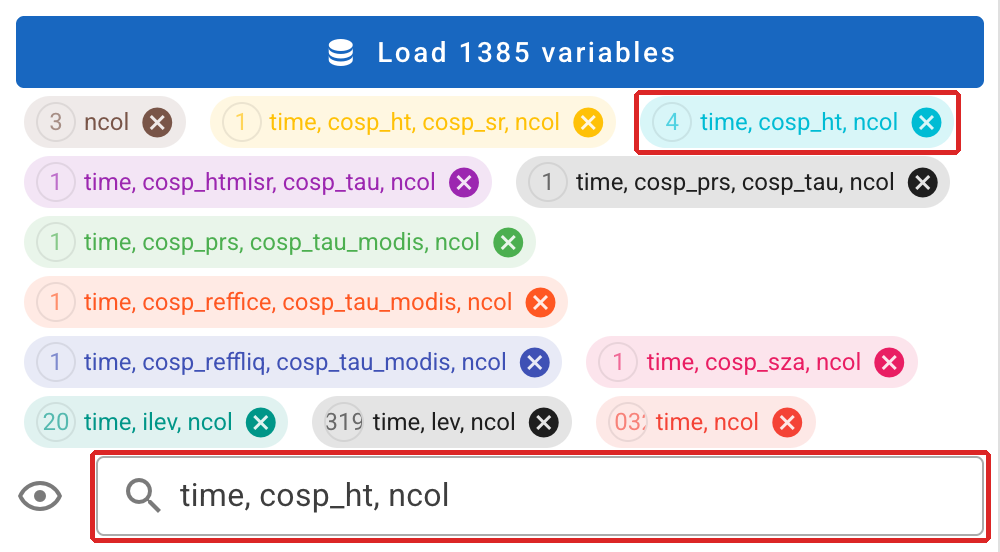 Load 1385 variables
3 ncol 1 time, cosp_ht, cosp_sr, ncol 4 time, cosp_ht, ncol
1 time, cosp_htmisr, cosp_tau, ncol 1 time, cosp_prs, cosp_tau, ncol
1 time, cosp_prs, cosp_tau_modis, ncol
1 time, cosp_reffice, cosp_tau_modis, ncol
1 time, cosp_reffliq, cosp_tau_modis, ncol 1 time, cosp_sza, ncol
20 time, ilev, ncol 319 time, lev, ncol time, ncol
time, cosp_ht, ncol